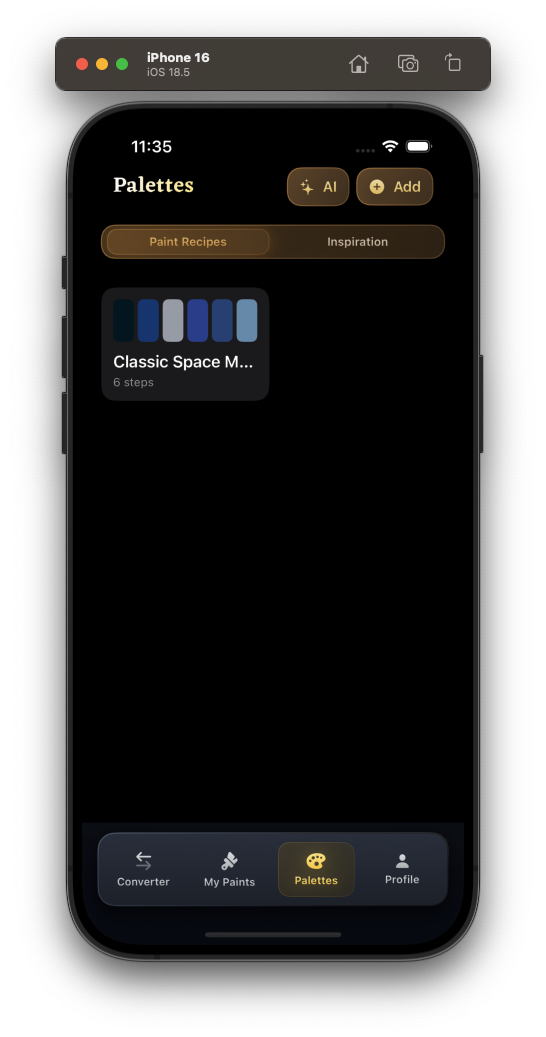 iPhone 16
iOS 18.5
11:35
Palettes
AI
Add
Paint Recipes
Inspiration
Classic Space M...
6 steps
Converter
My Paints
Palettes
Profile